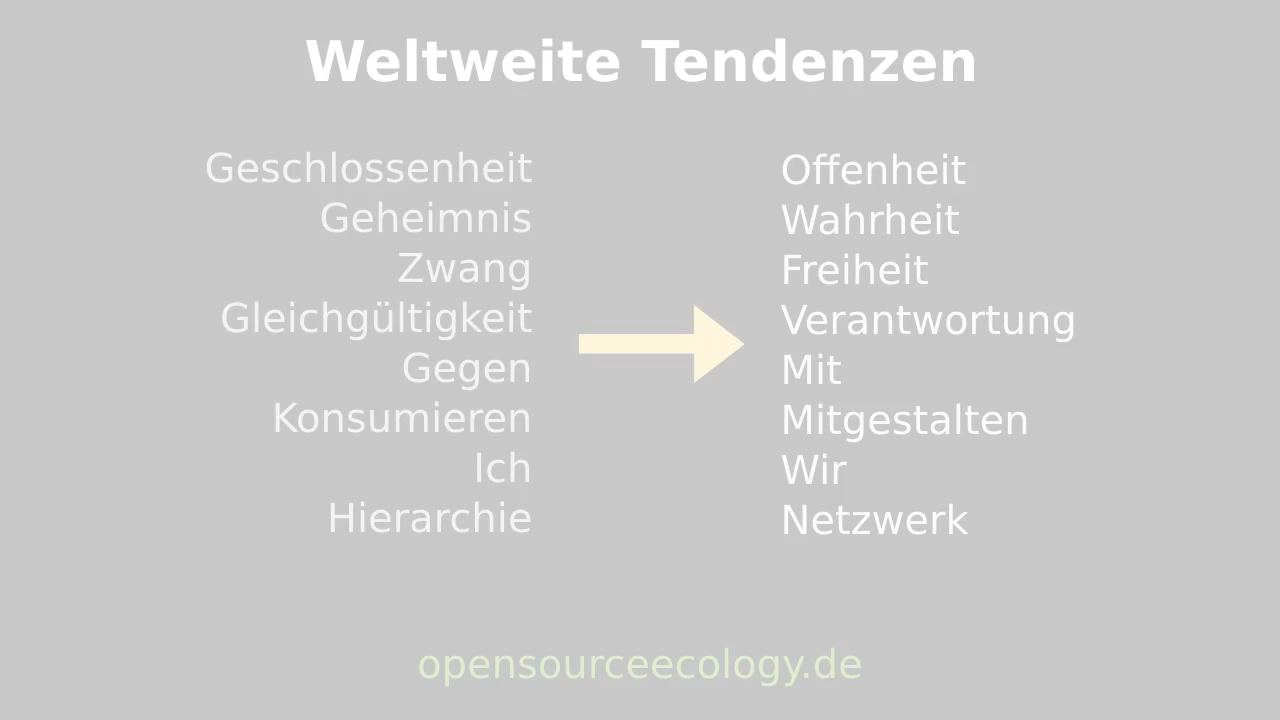 Weltweite Tendenzen
Geschlossenheit
Geheimnis
Zwang
Gleichgültigkeit
Gegen
Konsumieren
Ich
Hierarchie
Offenheit
Wahrheit
Freiheit
Verantwortung
Mit
Mitgestalten
Wir
Netzwerk
opensourceecology.de